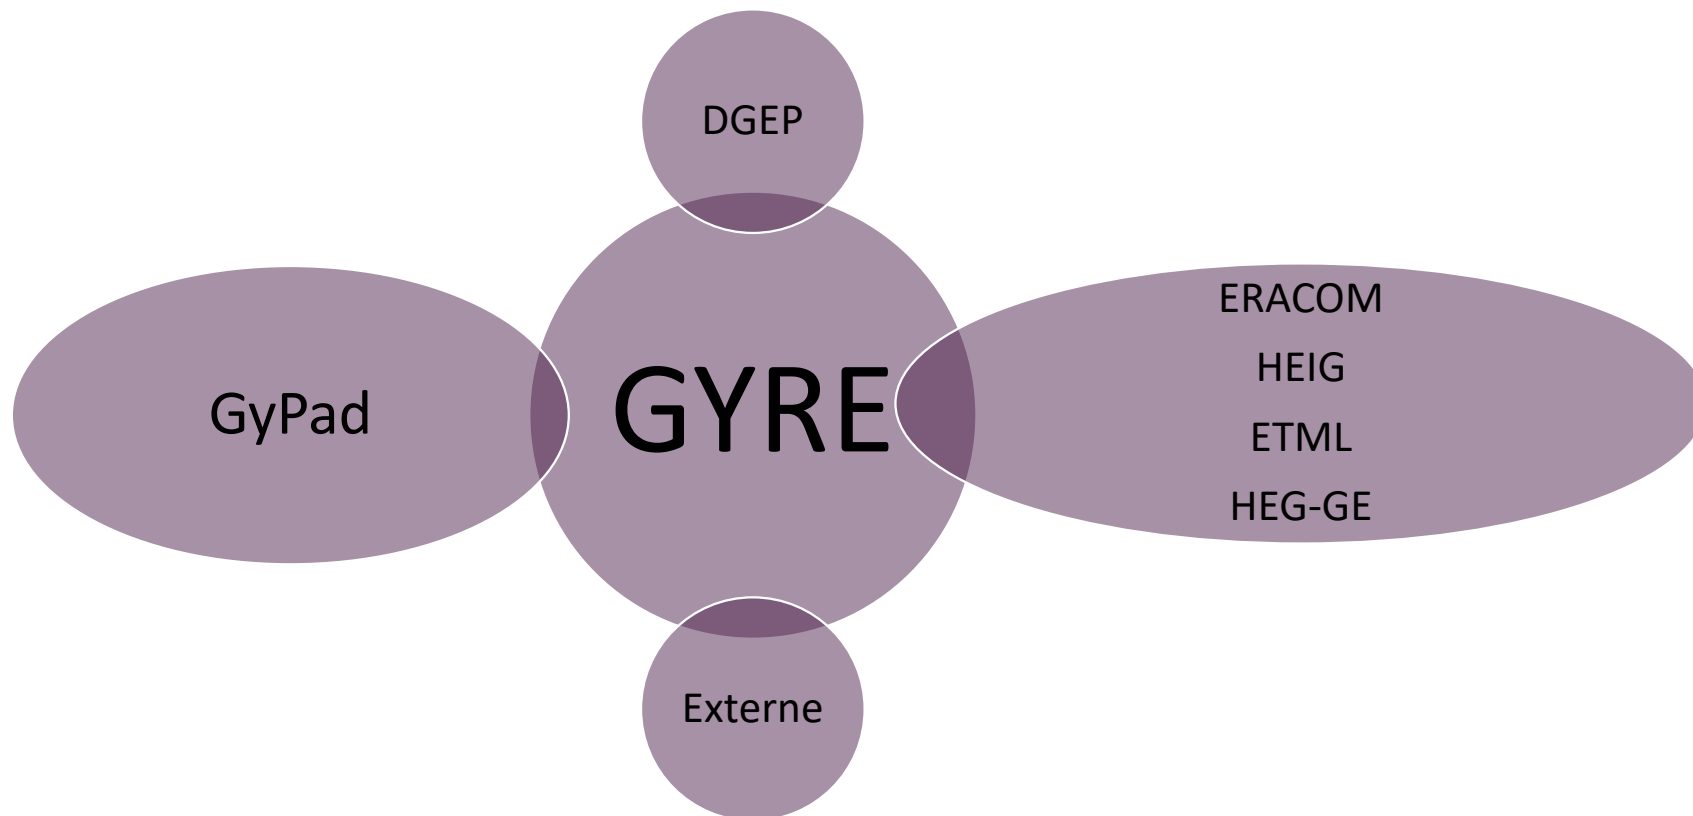 DGEP
GyPad
GYRE
ERACOM
HEIG
ETML
HEG-GE
Externe